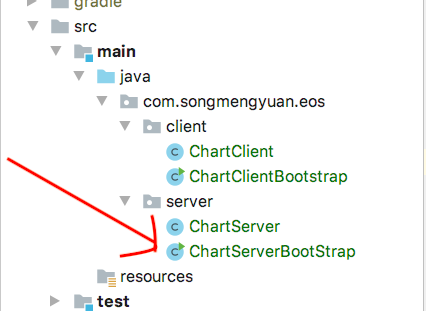 gradle
src
main
java
com.songmengyuan.eos
client
ChartClient
ChartClientBootstrap
server
ChartServer
ChartServerBootStrap
resources
test